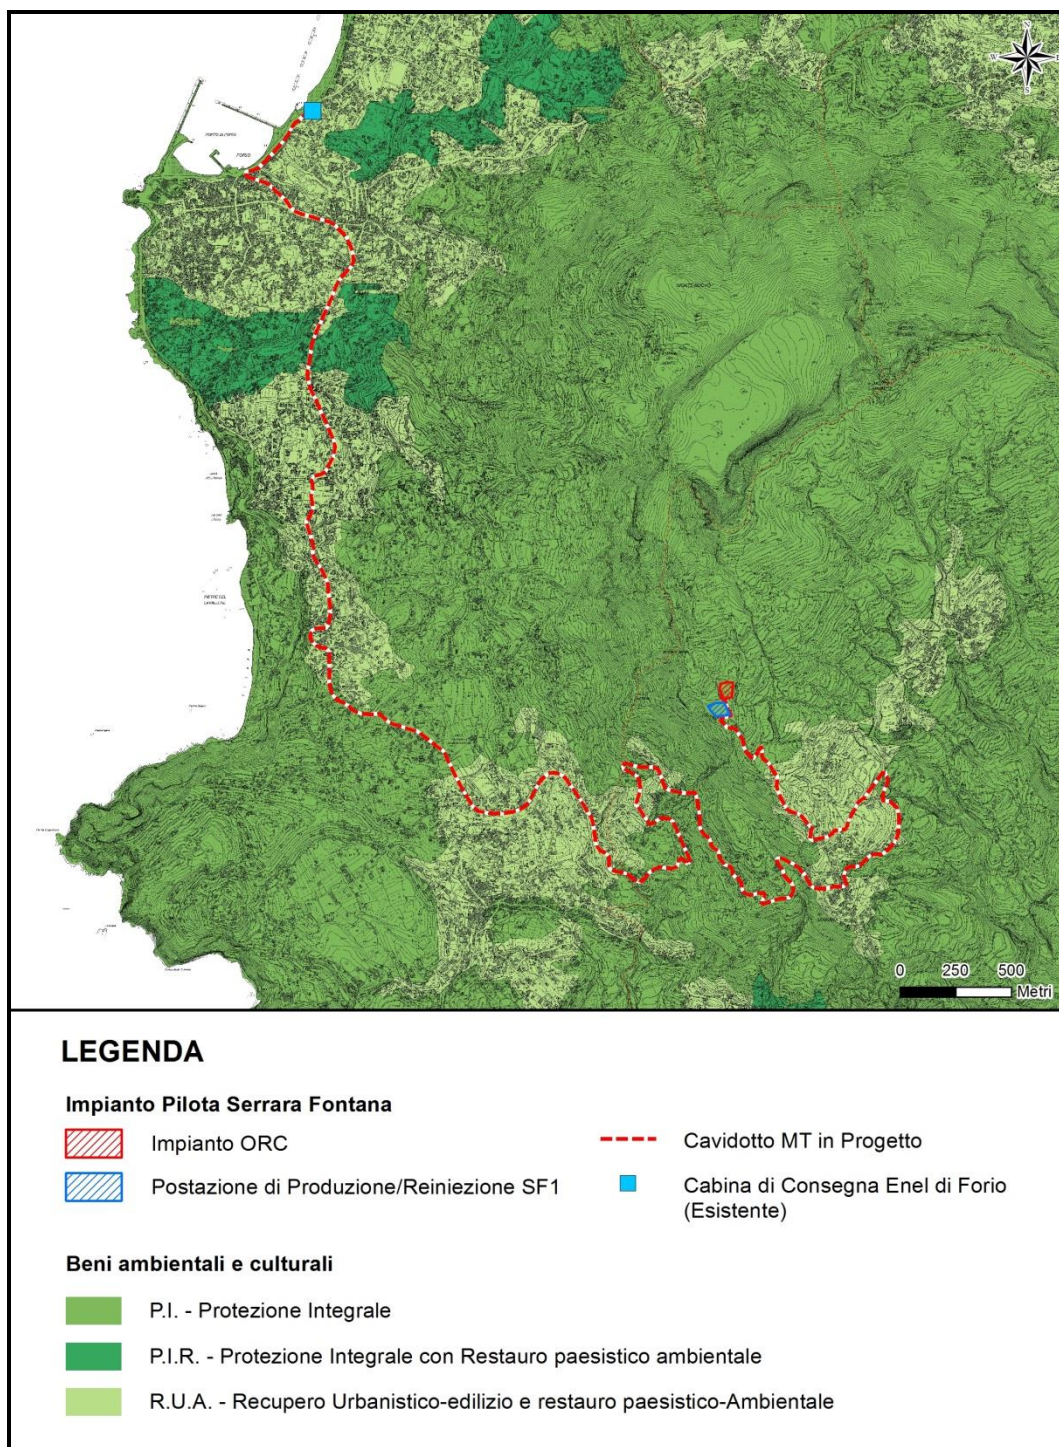 N
W
E
S
PORTO
FORIO
0 250 500
Metri
LEGENDA
Impianto Pilota Serrara Fontana
Impianto ORC
Postazione di Produzione/Reiniezione SF1
Cavidotto MT in Progetto
Cabina di Consegna Enel di Forio
(Esistente)
Beni ambientali e culturali
P.I. - Protezione Integrale
P.I.R. - Protezione Integrale con Restauro paesistico ambientale
R.U.A. - Recupero Urbanistico-edilizio e restauro paesistico-Ambientale